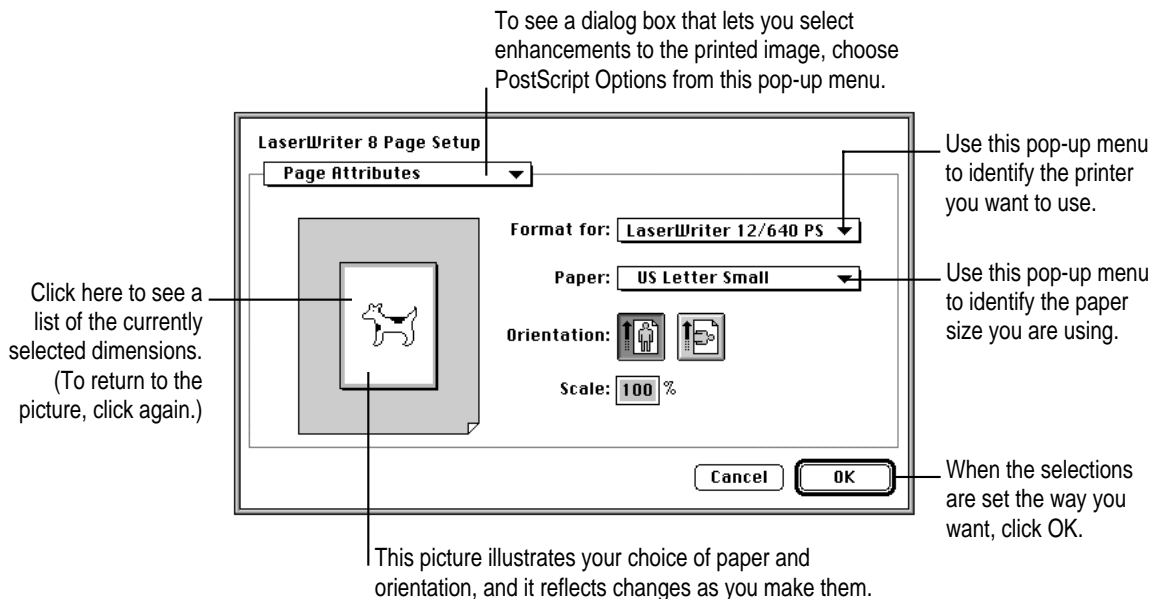 To see a dialog box that lets you select
enhancements to the printed image, choose
PostScript Options from this pop-up menu.
LaserWriter 8 Page Setup
Page Attributes
Format for: LaserWriter 12/640 PS
Paper: US Letter Small
Orientation:
Scale: 100 %
Cancel
OK
Use this pop-up menu
to identify the printer
you want to use.
Use this pop-up menu
to identify the paper
size you are using.
Click here to see a
list of the currently
selected dimensions.
(To return to the
picture, click again.)
When the selections
are set the way you
want, click OK.
This picture illustrates your choice of paper and
orientation, and it reflects changes as you make them.